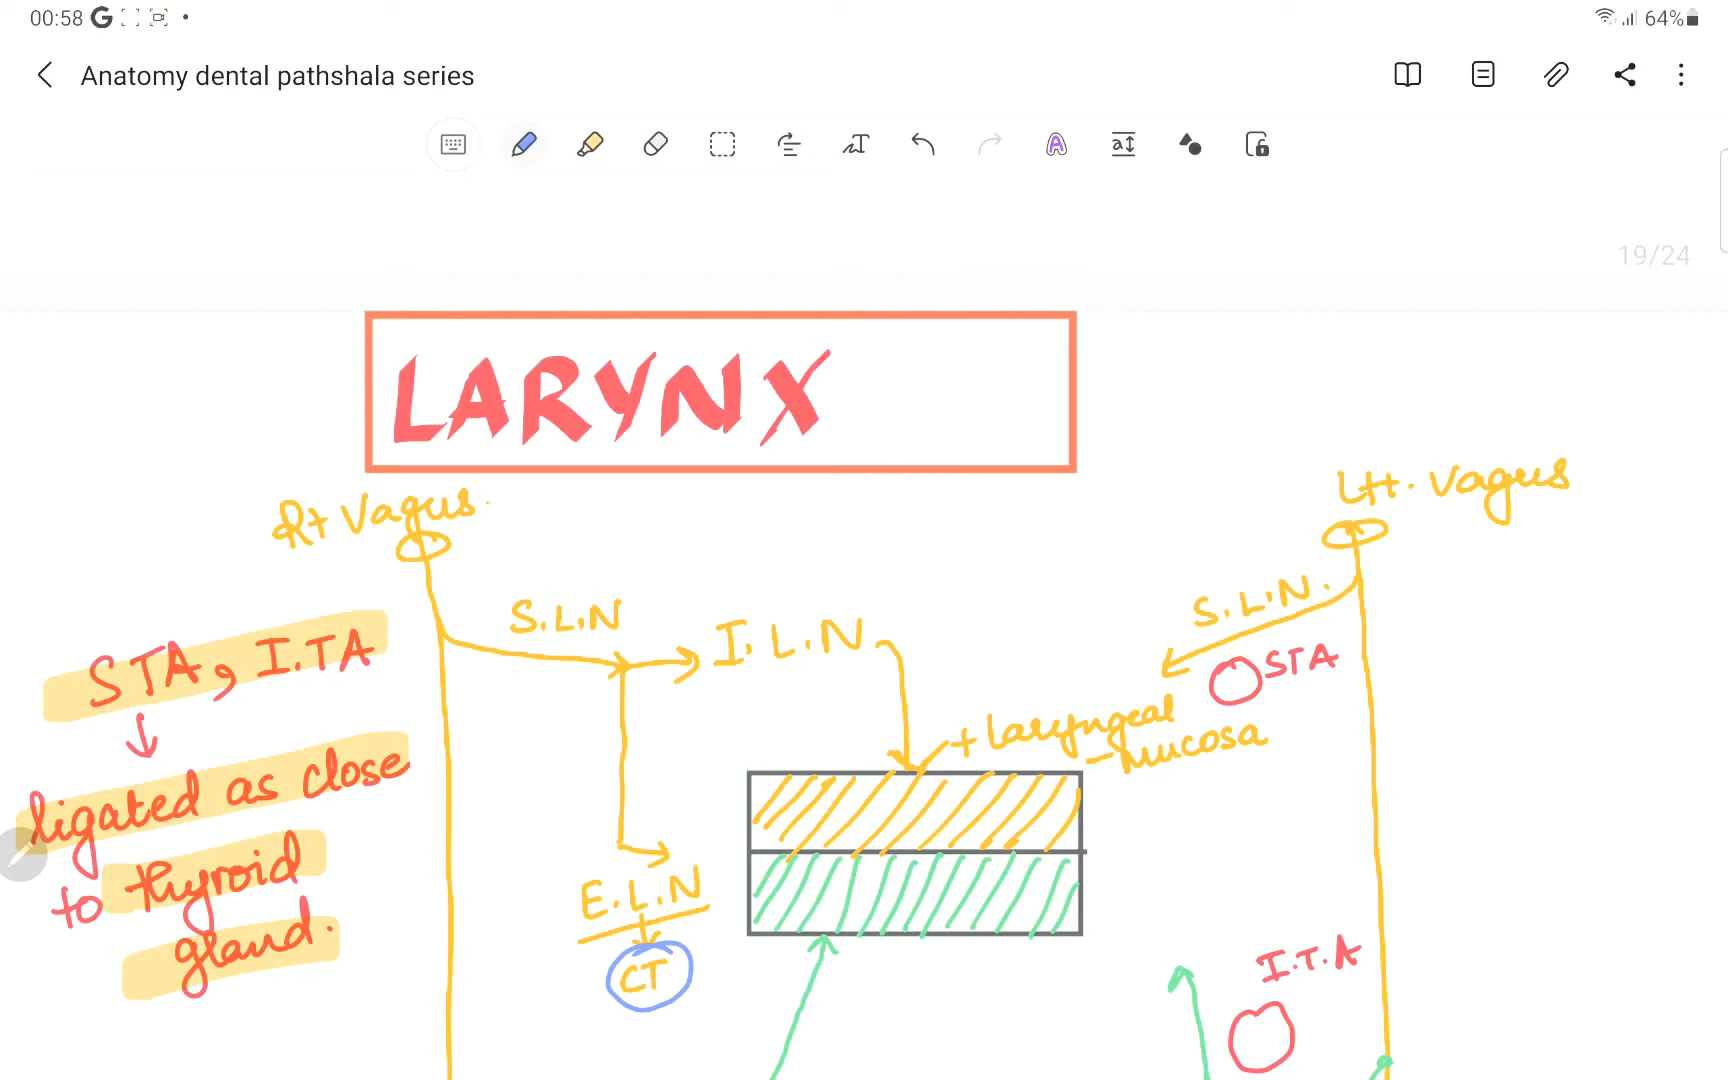 00:58 G
64%
Anatomy dental pathshala series
19/24
LARYNX
Rt Vagus.
Lt. Vagus
S.L.N
I.L.N
S.L.N.
STA
STA, I.TA
+ laryngeal
mucosa
ligated as close
to thyroid
gland.
E.L.N
CT
I.T.A